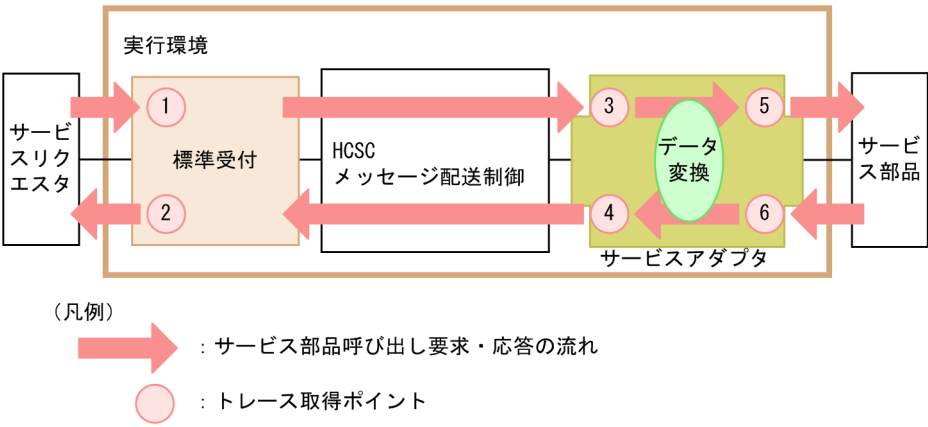 実行環境
サービ
スリク
エスタ
1
2
標準受付
HCSC
メッセージ配送制御
3
4
データ
変換
5
6
サービスアダプタ
サービ
ス部品
(凡例)
：サービス部品呼び出し要求・応答の流れ
：トレース取得ポイント